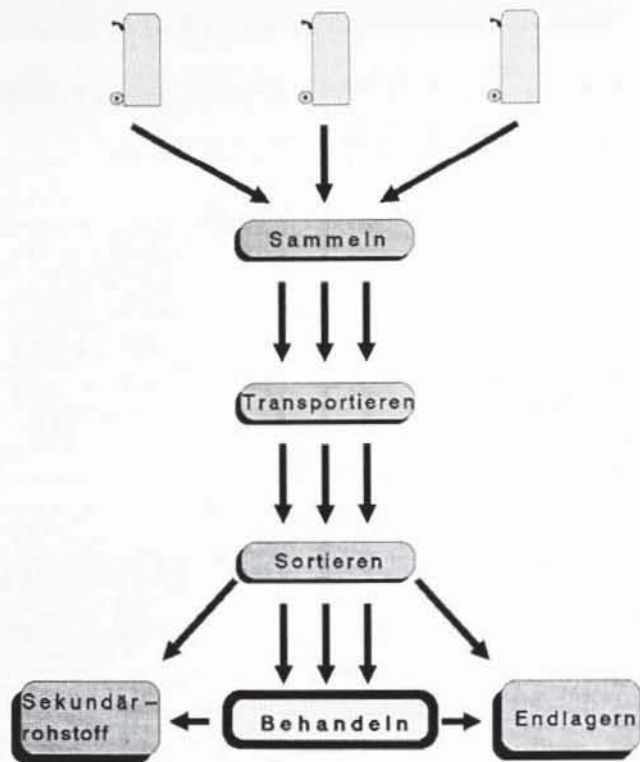 Sammeln
Transportieren
Sortieren
Sekundär-
rohstoff
Behandeln
Endlagern